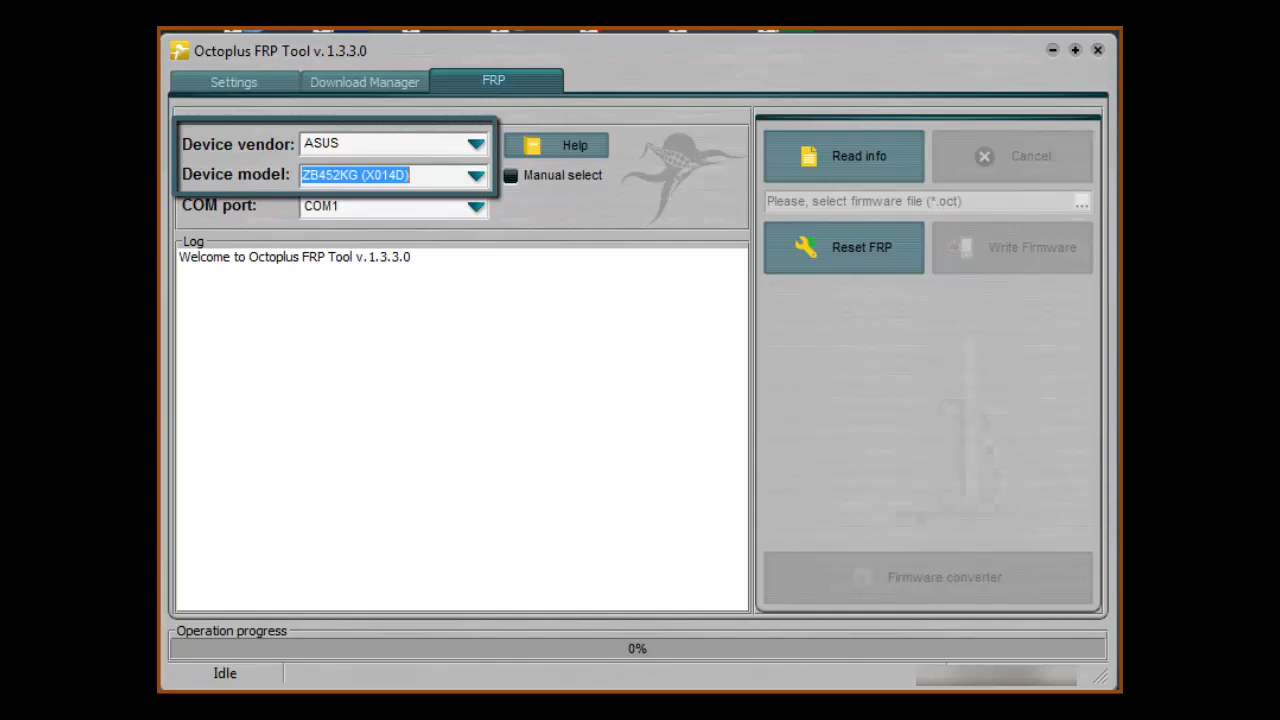 Octoplus FRP Tool v. 1.3.3.0
Settings
Download Manager
FRP
Device vendor:
ASUS
Help
Device model:
ZB452KG (X014D)
Manual select
COM port:
COM1
Read info
Cancel
Please, select firmware file (*.oct)
...
Reset FRP
Write Firmware
Log
Welcome to Octoplus FRP Tool v.1.3.3.0
Firmware converter
Operation progress
0%
Idle